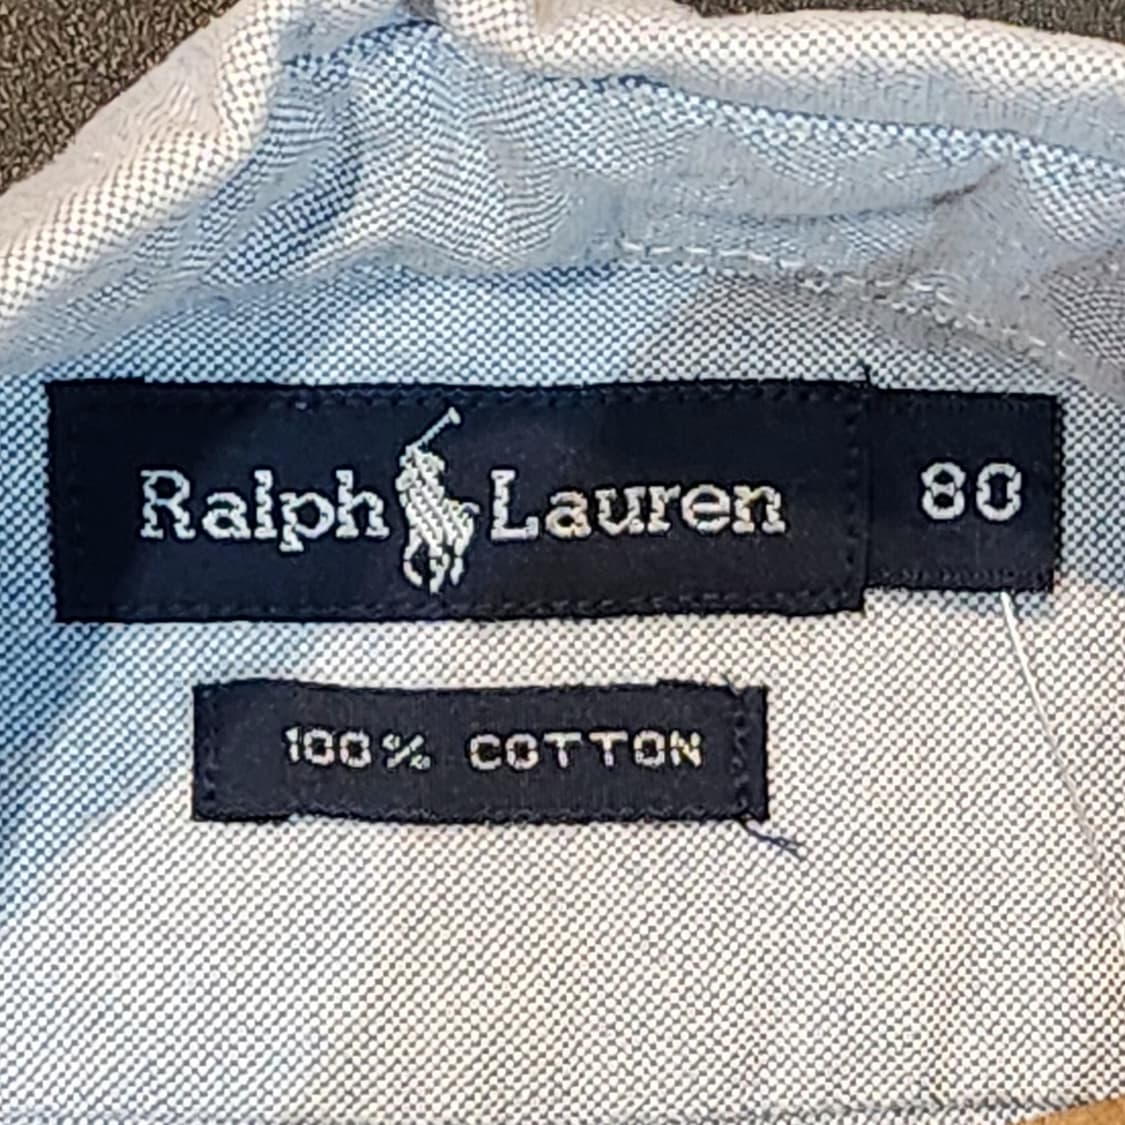 Ralph Lauren 80
100% COTTON